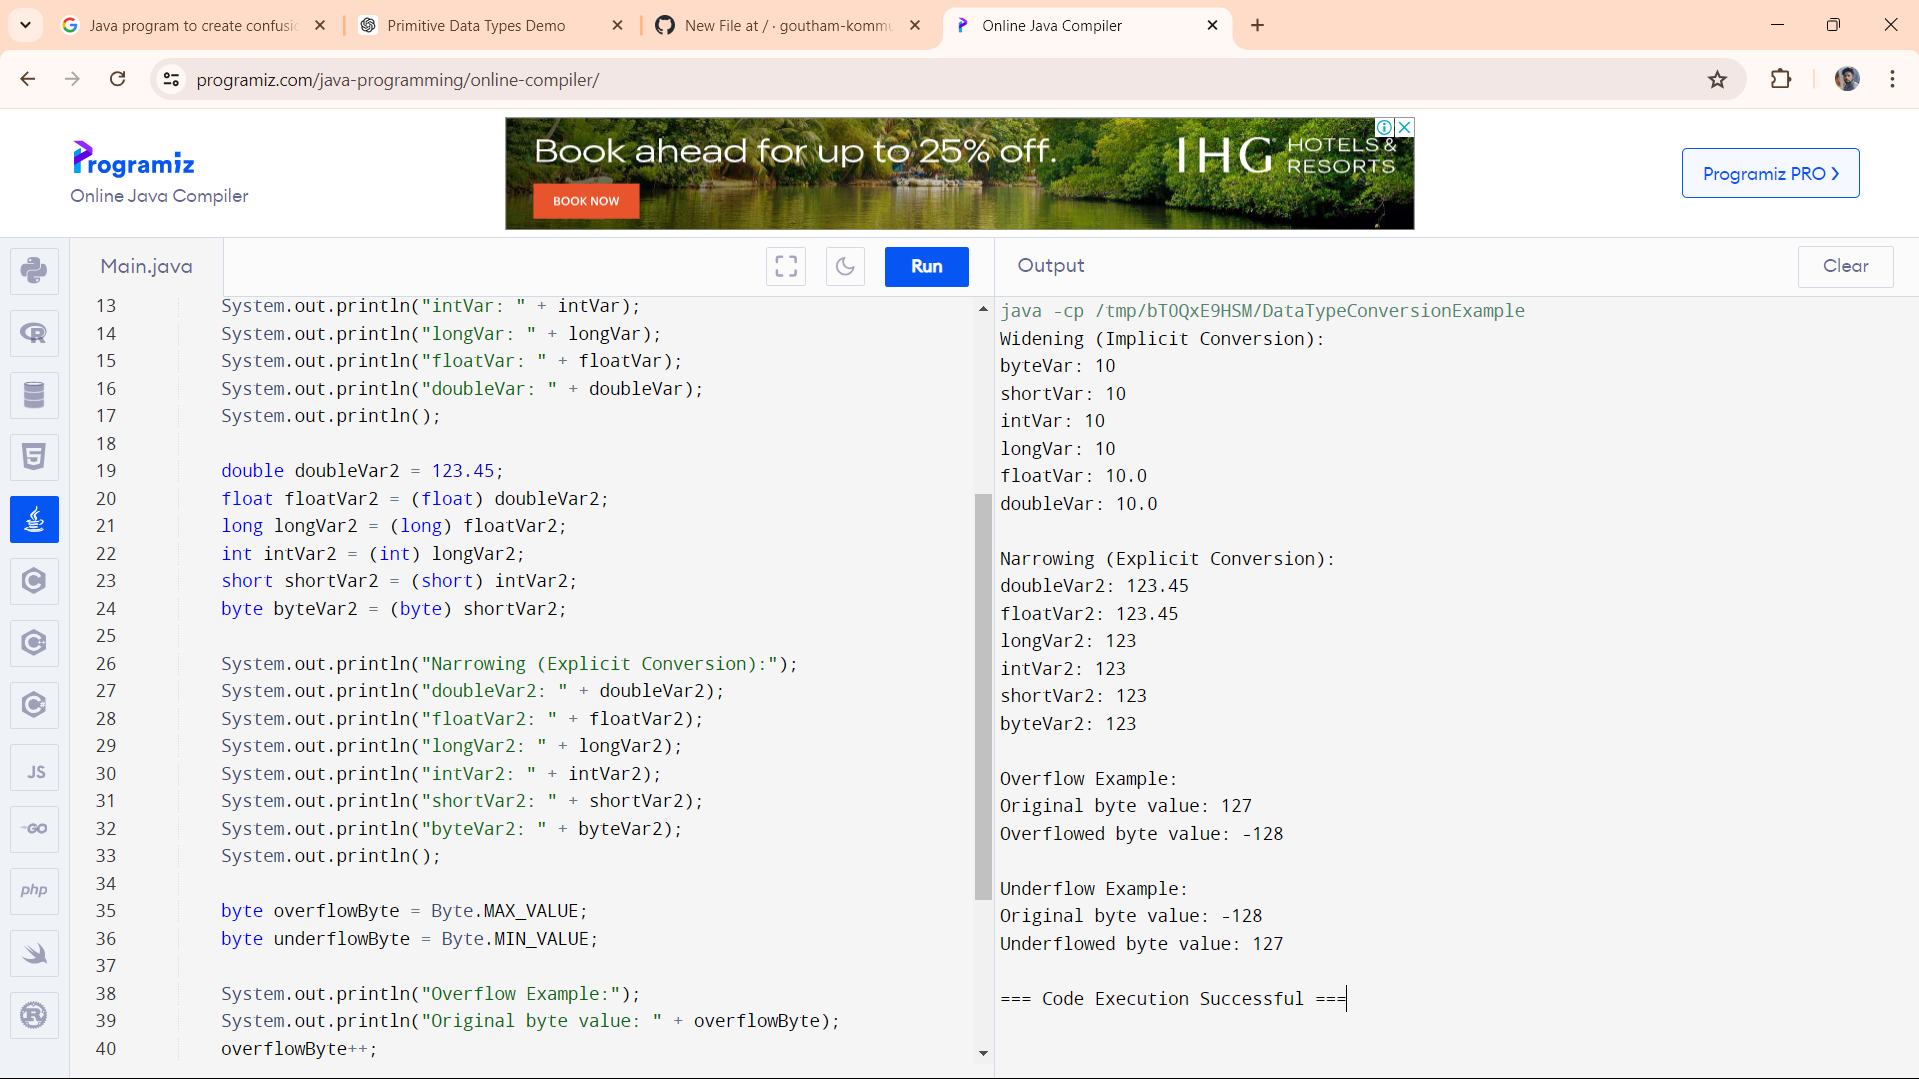 Java program to create confusio
Primitive Data Types Demo
New File at / · goutham-kommu
Online Java Compiler
programiz.com/java-programming/online-compiler/
Programiz
Online Java Compiler
Book ahead for up to 25% off.
BOOK NOW
IHG HOTELS &
RESORTS
Programiz PRO
Main.java
Run
Output
Clear
13 System.out.println("intVar: " + intVar);
14 System.out.println("longVar: " + longVar);
15 System.out.println("floatVar: " + floatVar);
16 System.out.println("doubleVar: " + doubleVar);
17 System.out.println();
18
19 double doubleVar2 = 123.45;
20 float floatVar2 = (float) doubleVar2;
21 long longVar2 = (long) floatVar2;
22 int intVar2 = (int) longVar2;
23 short shortVar2 = (short) intVar2;
24 byte byteVar2 = (byte) shortVar2;
25
26 System.out.println("Narrowing (Explicit Conversion):");
27 System.out.println("doubleVar2: " + doubleVar2);
28 System.out.println("floatVar2: " + floatVar2);
29 System.out.println("longVar2: " + longVar2);
30 System.out.println("intVar2: " + intVar2);
31 System.out.println("shortVar2: " + shortVar2);
32 System.out.println("byteVar2: " + byteVar2);
33 System.out.println();
34
35 byte overflowByte = Byte.MAX_VALUE;
36 byte underflowByte = Byte.MIN_VALUE;
37
38 System.out.println("Overflow Example:");
39 System.out.println("Original byte value: " + overflowByte);
40 overflowByte++;
java -cp /tmp/bTOQxE9HSM/DataTypeConversionExample
Widening (Implicit Conversion):
byteVar: 10
shortVar: 10
intVar: 10
longVar: 10
floatVar: 10.0
doubleVar: 10.0
Narrowing (Explicit Conversion):
doubleVar2: 123.45
floatVar2: 123.45
longVar2: 123
intVar2: 123
shortVar2: 123
byteVar2: 123
Overflow Example:
Original byte value: 127
Overflowed byte value: -128
Underflow Example:
Original byte value: -128
Underflowed byte value: 127
=== Code Execution Successful ===
JS
GO
php